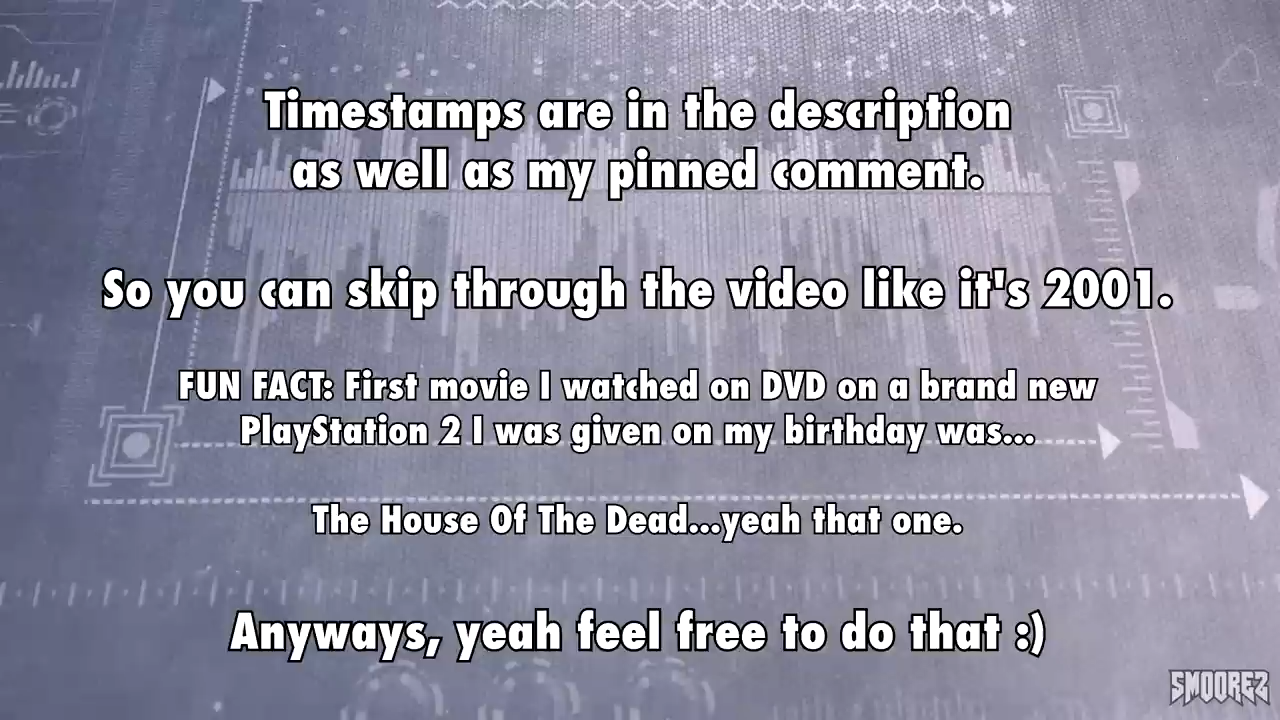 Timestamps are in the description
as well as my pinned comment.
So you can skip through the video like it's 2001.
FUN FACT: First movie I watched on DVD on a brand new
PlayStation 2 I was given on my birthday was...
The House Of The Dead...yeah that one.
Anyways, yeah feel free to do that :)
SMOOREZ